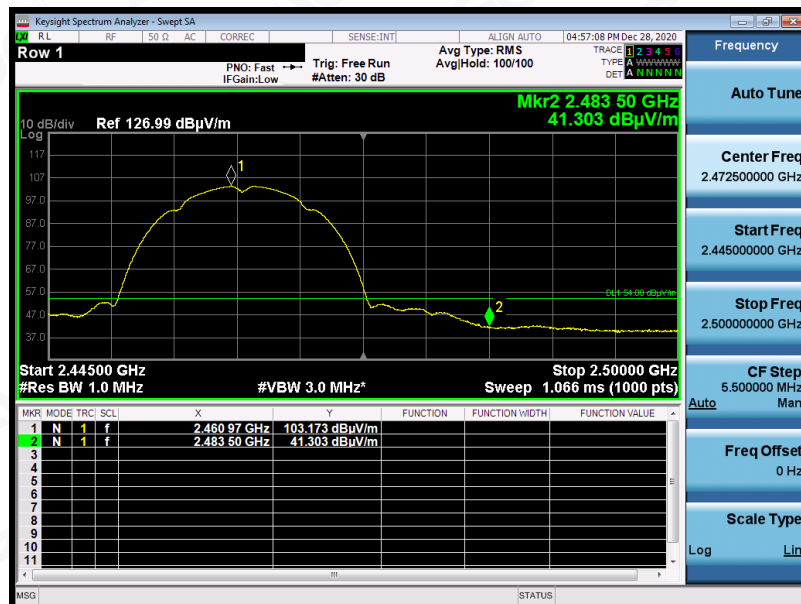 Keysight Spectrum Analyzer - Swept SA
LXI RL RF 50 Ω AC CORREC SENSE:INT ALIGN AUTO 04:57:08 PM Dec 28, 2020
Row 1
PNO: Fast
IFGain:Low
Trig: Free Run
#Atten: 30 dB
Avg Type: RMS
Avg|Hold: 100/100
TRACE 1 2 3 4 5 6
TYPE A WWWWW
DET A N N N N N
Mkr2 2.483 50 GHz
41.303 dBµV/m
10 dB/div Ref 126.99 dBµV/m
Log
117
107
97.0
87.0
77.0
67.0
57.0
47.0
37.0
1
2
DL1 54.00 dBµV/m
Start 2.44500 GHz Stop 2.50000 GHz
#Res BW 1.0 MHz #VBW 3.0 MHz* Sweep 1.066 ms (1000 pts)
MKR MODE TRC SCL X Y FUNCTION FUNCTION WIDTH FUNCTION VALUE
1 N 1 f 2.460 97 GHz 103.173 dBµV/m
2 N 1 f 2.483 50 GHz 41.303 dBµV/m
3
4
5
6
7
8
9
10
11
MSG STATUS
Frequency
Auto Tune
Center Freq
2.472500000 GHz
Start Freq
2.445000000 GHz
Stop Freq
2.500000000 GHz
CF Step
5.500000 MHz
Auto Man
Freq Offset
0 Hz
Scale Type
Log Lin